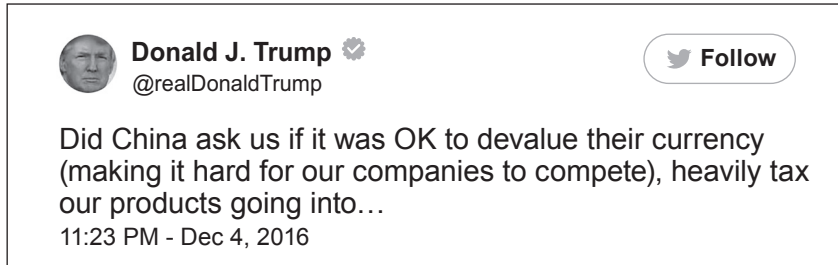 Donald J. Trump
@realDonaldTrump
Follow
Did China ask us if it was OK to devalue their currency
(making it hard for our companies to compete), heavily tax
our products going into…
11:23 PM - Dec 4, 2016